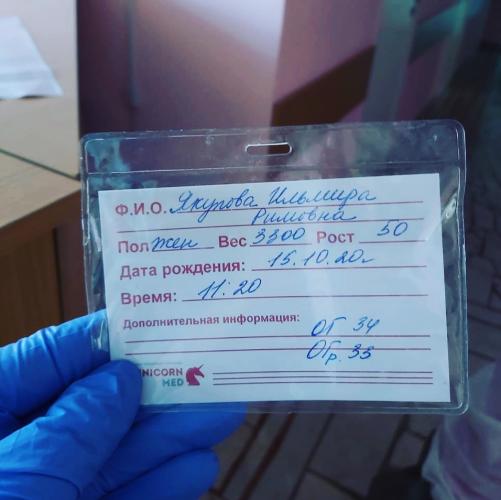 Ф.И.О. Якупова Ильмира
Римовна
Пол жен Вес 3300 Рост 50
Дата рождения: 15.10.20г
Время: 11:20
Дополнительная информация:
ОГ 34
ОГр. 33
UNICORN
MED